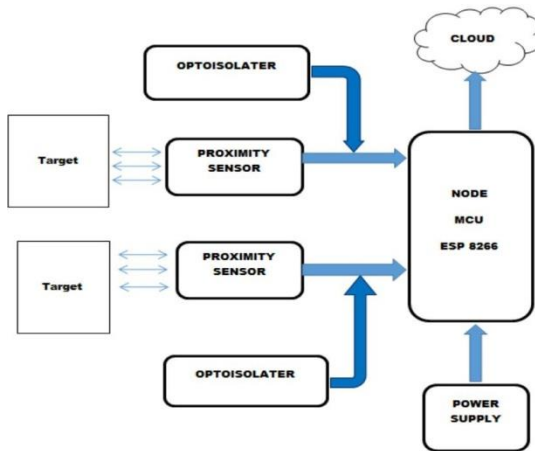 CLOUD
OPTOISOLATER
Target
PROXIMITY
SENSOR
NODE
MCU
ESP 8266
Target
PROXIMITY
SENSOR
OPTOISOLATER
POWER
SUPPLY